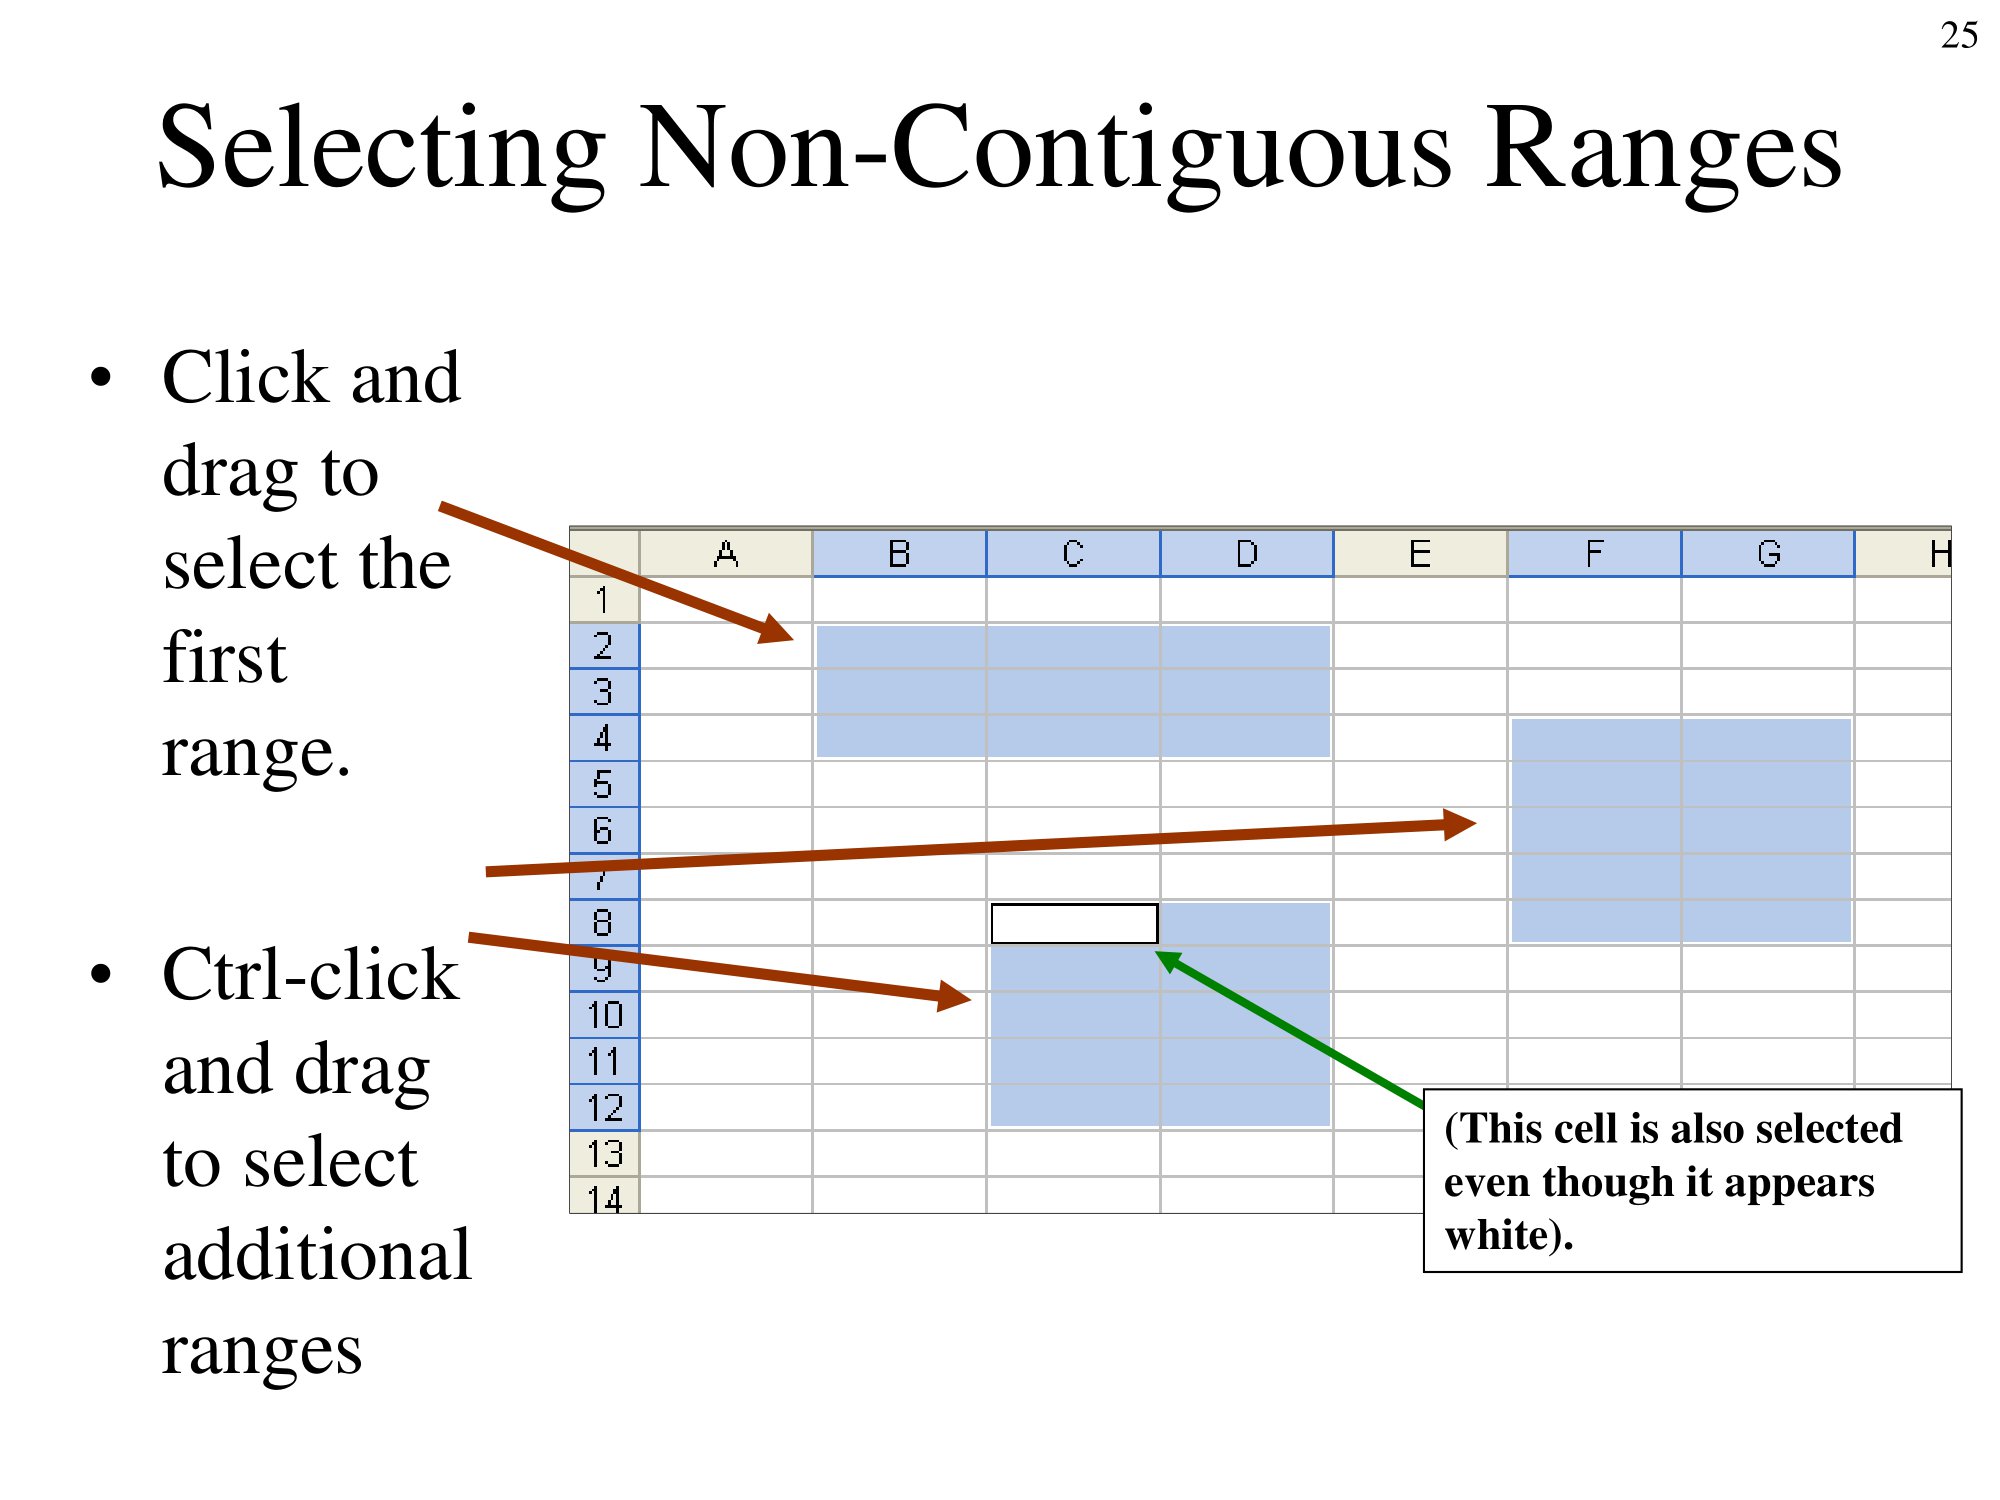 25
Selecting Non-Contiguous Ranges
• Click and
drag to
select the
first
range.
• Ctrl-click
and drag
to select
additional
ranges
A B C D E F G H
1
2
3
4
5
6
7
8
9
10
11
12
13
14
(This cell is also selected
even though it appears
white).